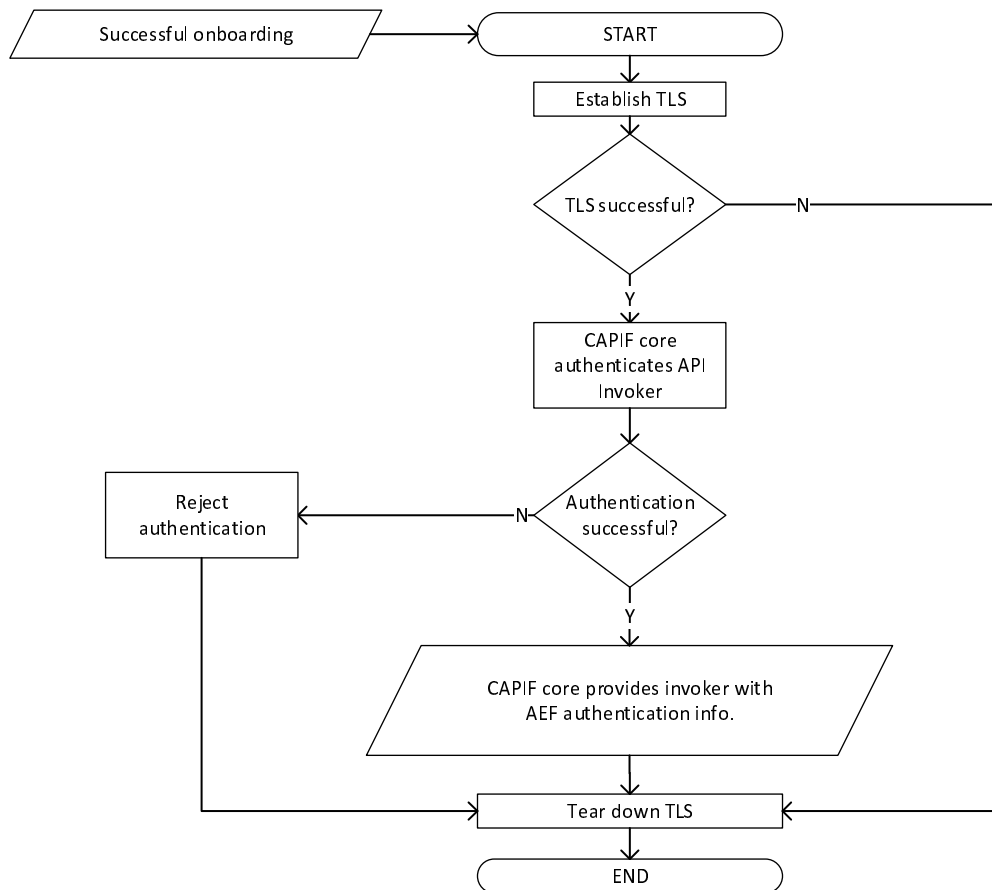 Successful onboarding
START
Establish TLS
TLS successful?
N
Y
CAPIF core
authenticates API
Invoker
Authentication
successful?
N
Reject
authentication
Y
CAPIF core provides invoker with
AEF authentication info.
Tear down TLS
END